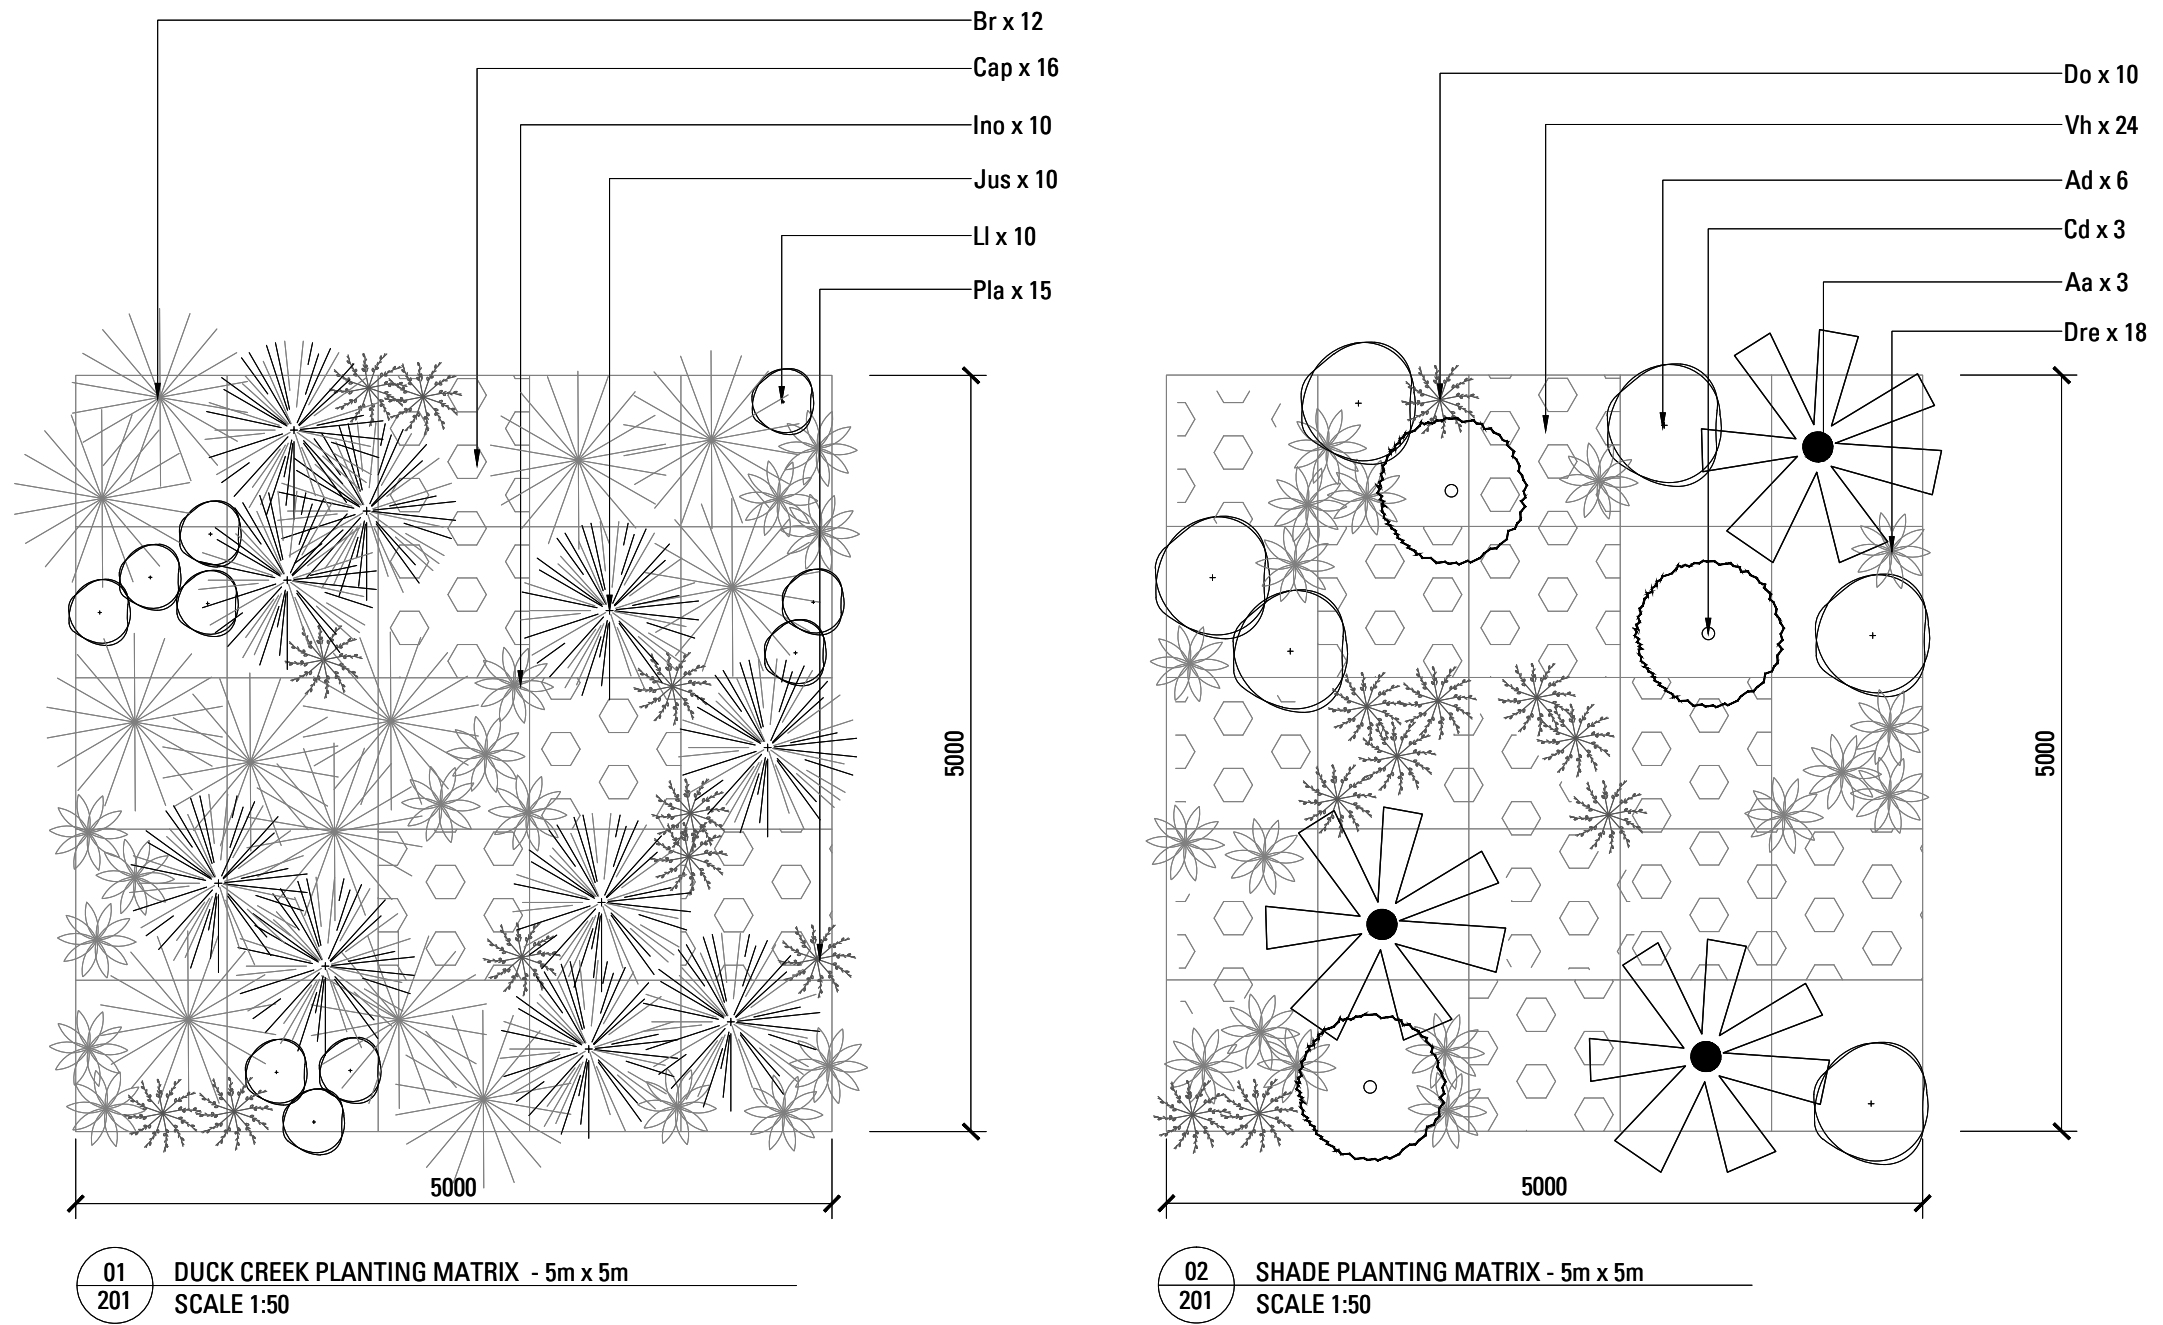 Br x 12
Cap x 16
Ino x 10
Jus x 10
Ll x 10
Pla x 15
5000
5000
01
201
DUCK CREEK PLANTING MATRIX - 5m x 5m
SCALE 1:50
Do x 10
Vh x 24
Ad x 6
Cd x 3
Aa x 3
Dre x 18
5000
5000
02
201
SHADE PLANTING MATRIX - 5m x 5m
SCALE 1:50